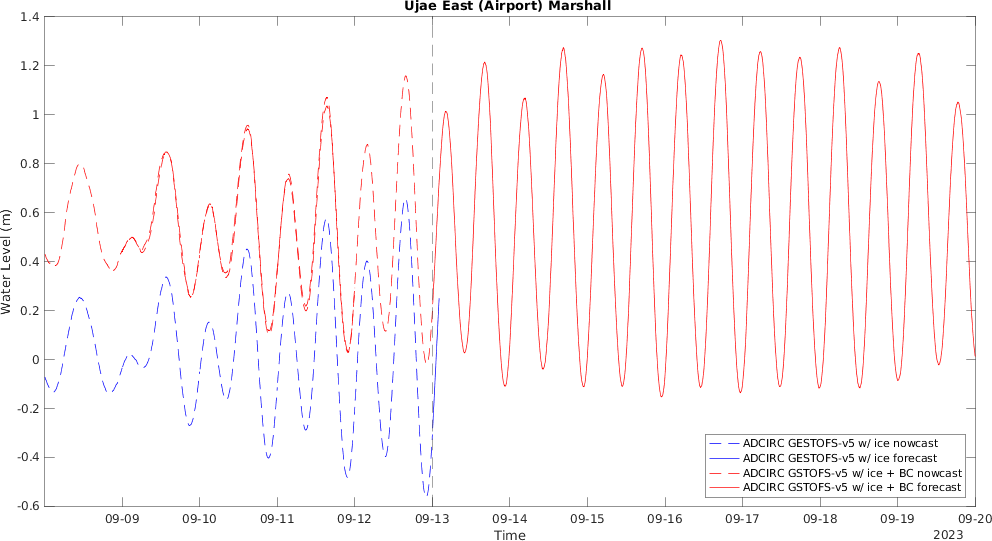 Ujae East (Airport) Marshall
1.4
1.2
1
0.8
0.6
0.4
0.2
0
-0.2
-0.4
-0.6
Water Level (m)
ADCIRC GESTOFS-v5 w/ ice nowcast
ADCIRC GESTOFS-v5 w/ ice forecast
ADCIRC GSTOFS-v5 w/ ice + BC nowcast
ADCIRC GSTOFS-v5 w/ ice + BC forecast
09-09 09-10 09-11 09-12 09-13 09-14 09-15 09-16 09-17 09-18 09-19 09-20
Time
2023